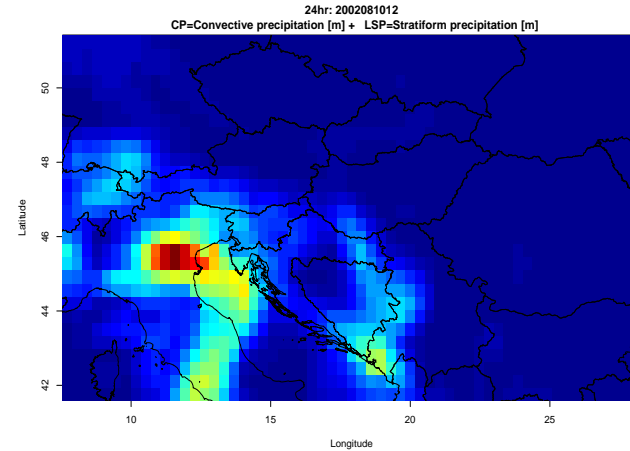 24hr: 2002081012
CP=Convective precipitation [m] + LSP=Stratiform precipitation [m]
Latitude
50
48
46
44
42
10
15
20
25
Longitude